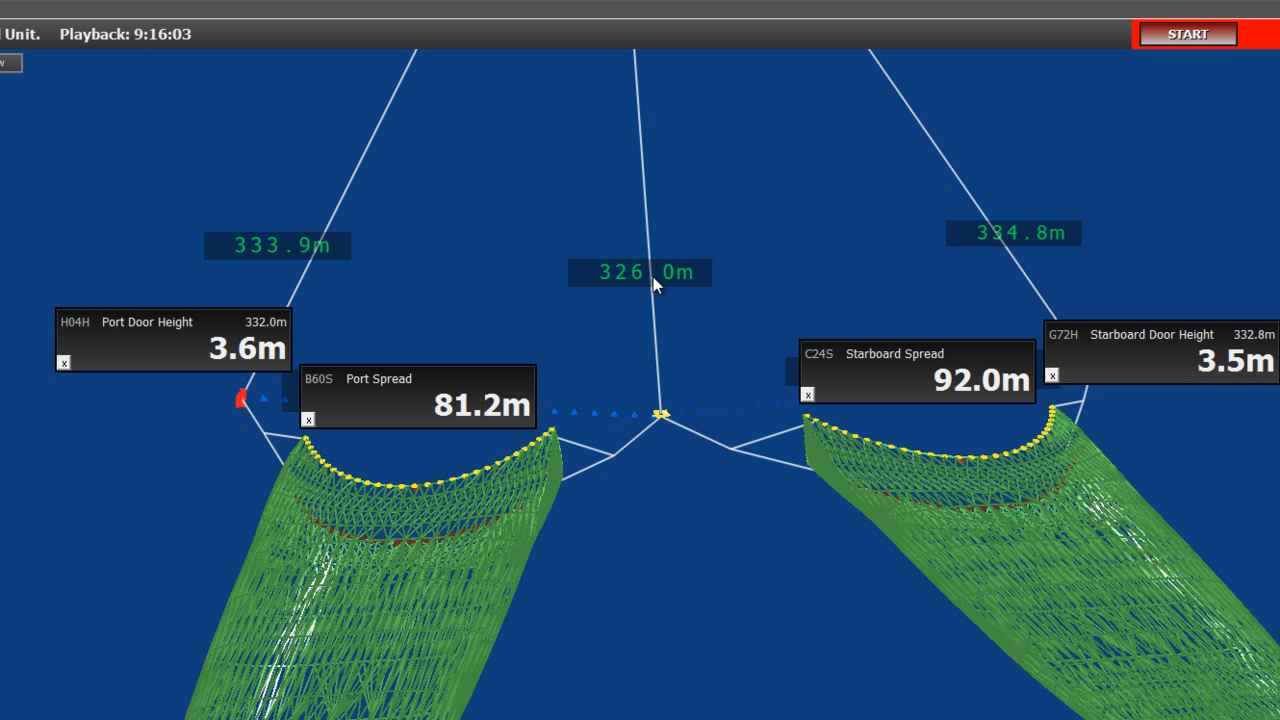 Unit. Playback: 9:16:03
START
w
333.9m
334.8m
326.0m
H04H Port Door Height 332.0m
3.6m
x
G72H Starboard Door Height 332.8m
3.5m
x
C24S Starboard Spread
92.0m
x
B60S Port Spread
81.2m
x